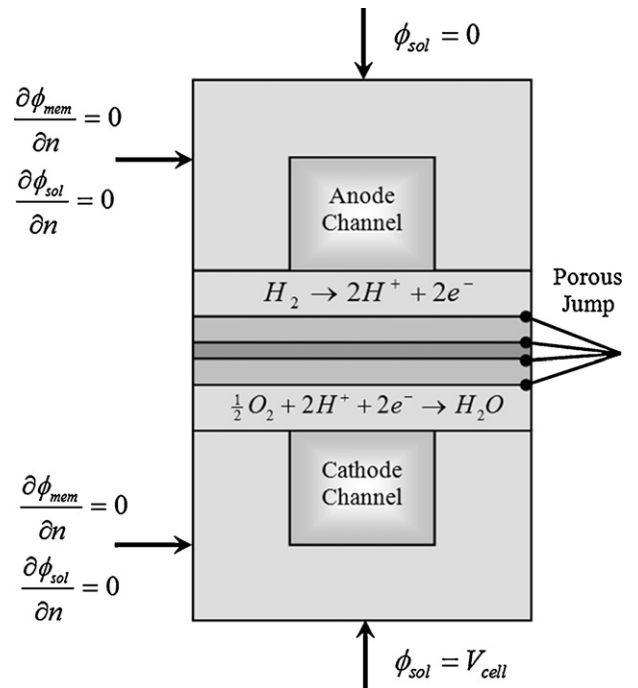 ϕ_sol = 0
∂ϕ_mem/∂n = 0
∂ϕ_sol/∂n = 0
Anode
Channel
H₂ → 2H⁺ + 2e⁻
Porous
Jump
½O₂ + 2H⁺ + 2e⁻ → H₂O
Cathode
Channel
∂ϕ_mem/∂n = 0
∂ϕ_sol/∂n = 0
ϕ_sol = V_cell